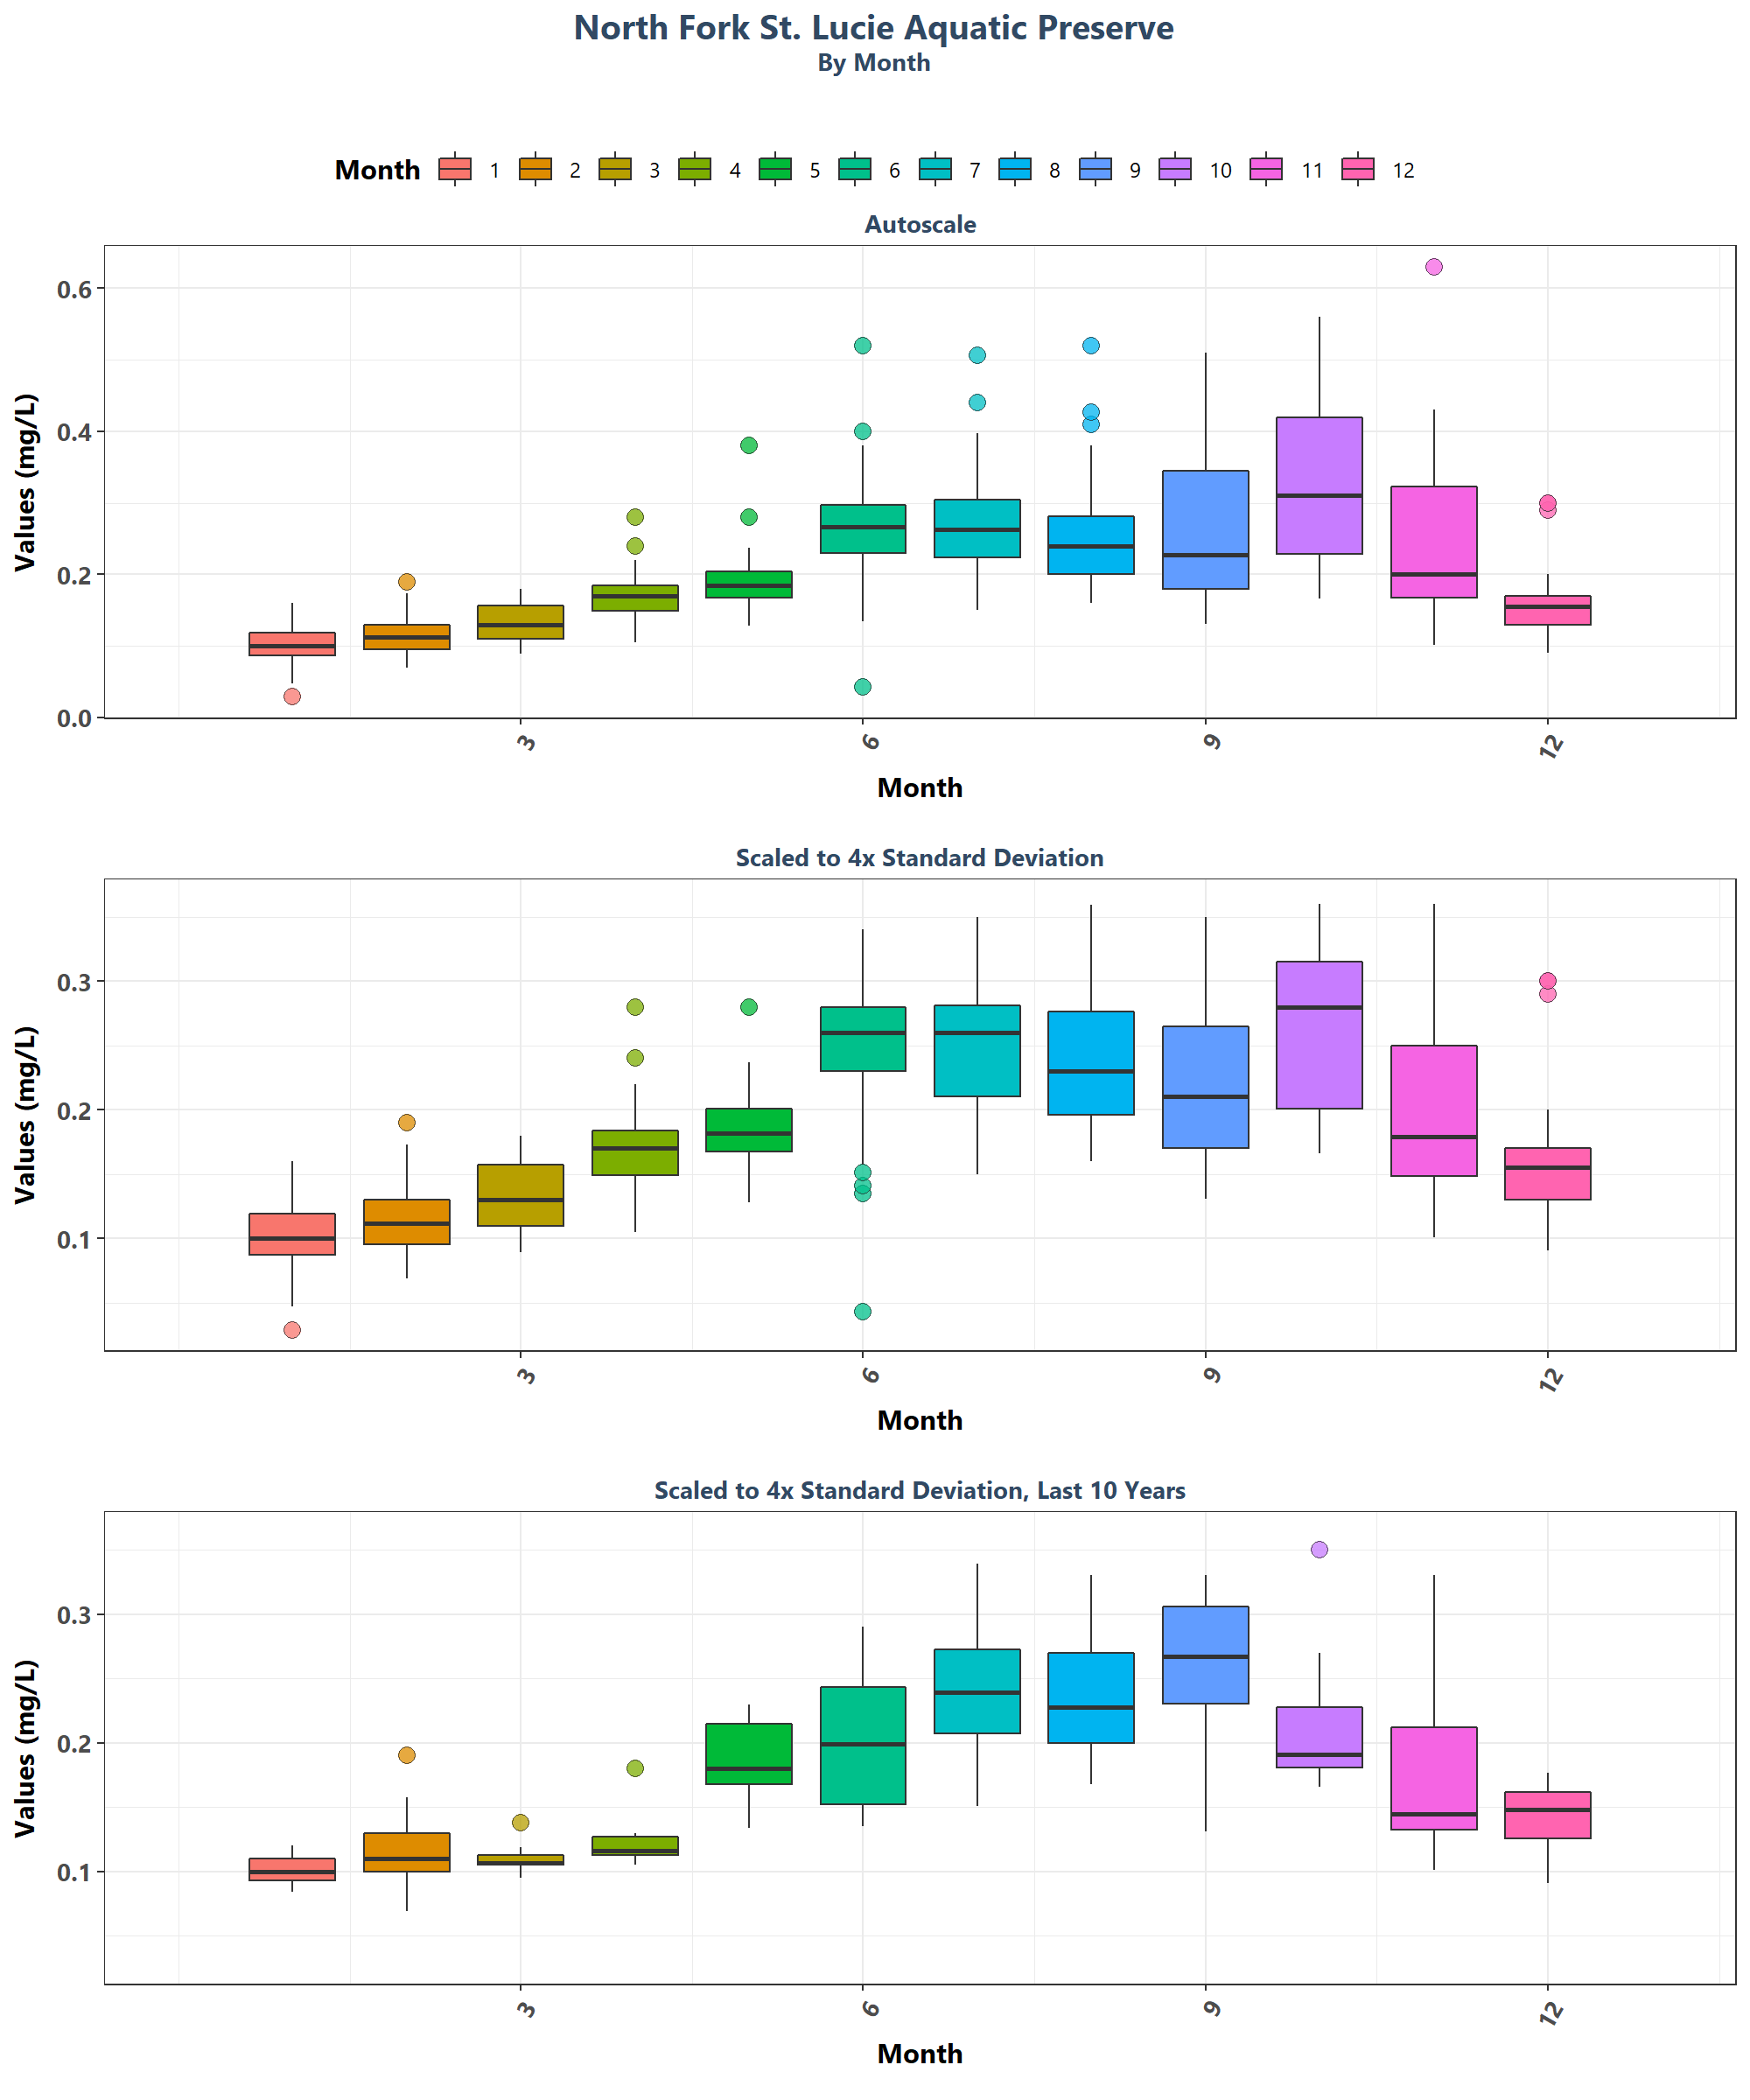 North Fork St. Lucie Aquatic Preserve
By Month
Month 1 2 3 4 5 6 7 8 9 10 11 12
Autoscale
Values (mg/L)
0.6
0.4
0.2
0.0
3 6 9 12
Month
Scaled to 4x Standard Deviation
Values (mg/L)
0.3
0.2
0.1
3 6 9 12
Month
Scaled to 4x Standard Deviation, Last 10 Years
Values (mg/L)
0.3
0.2
0.1
3 6 9 12
Month